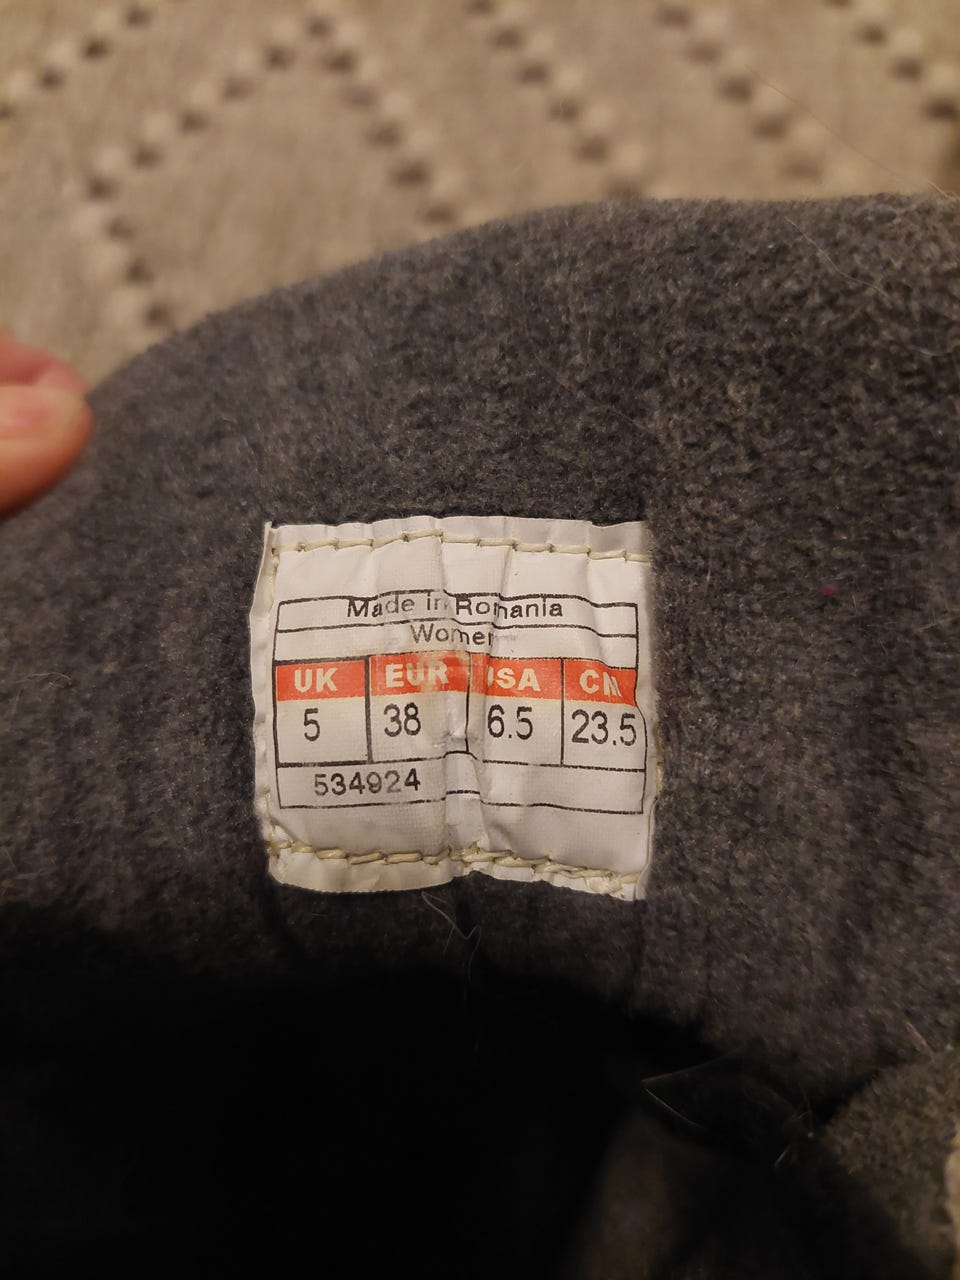 Made in Romania
Women
UK EUR USA CM
5 38 6.5 23.5
534924